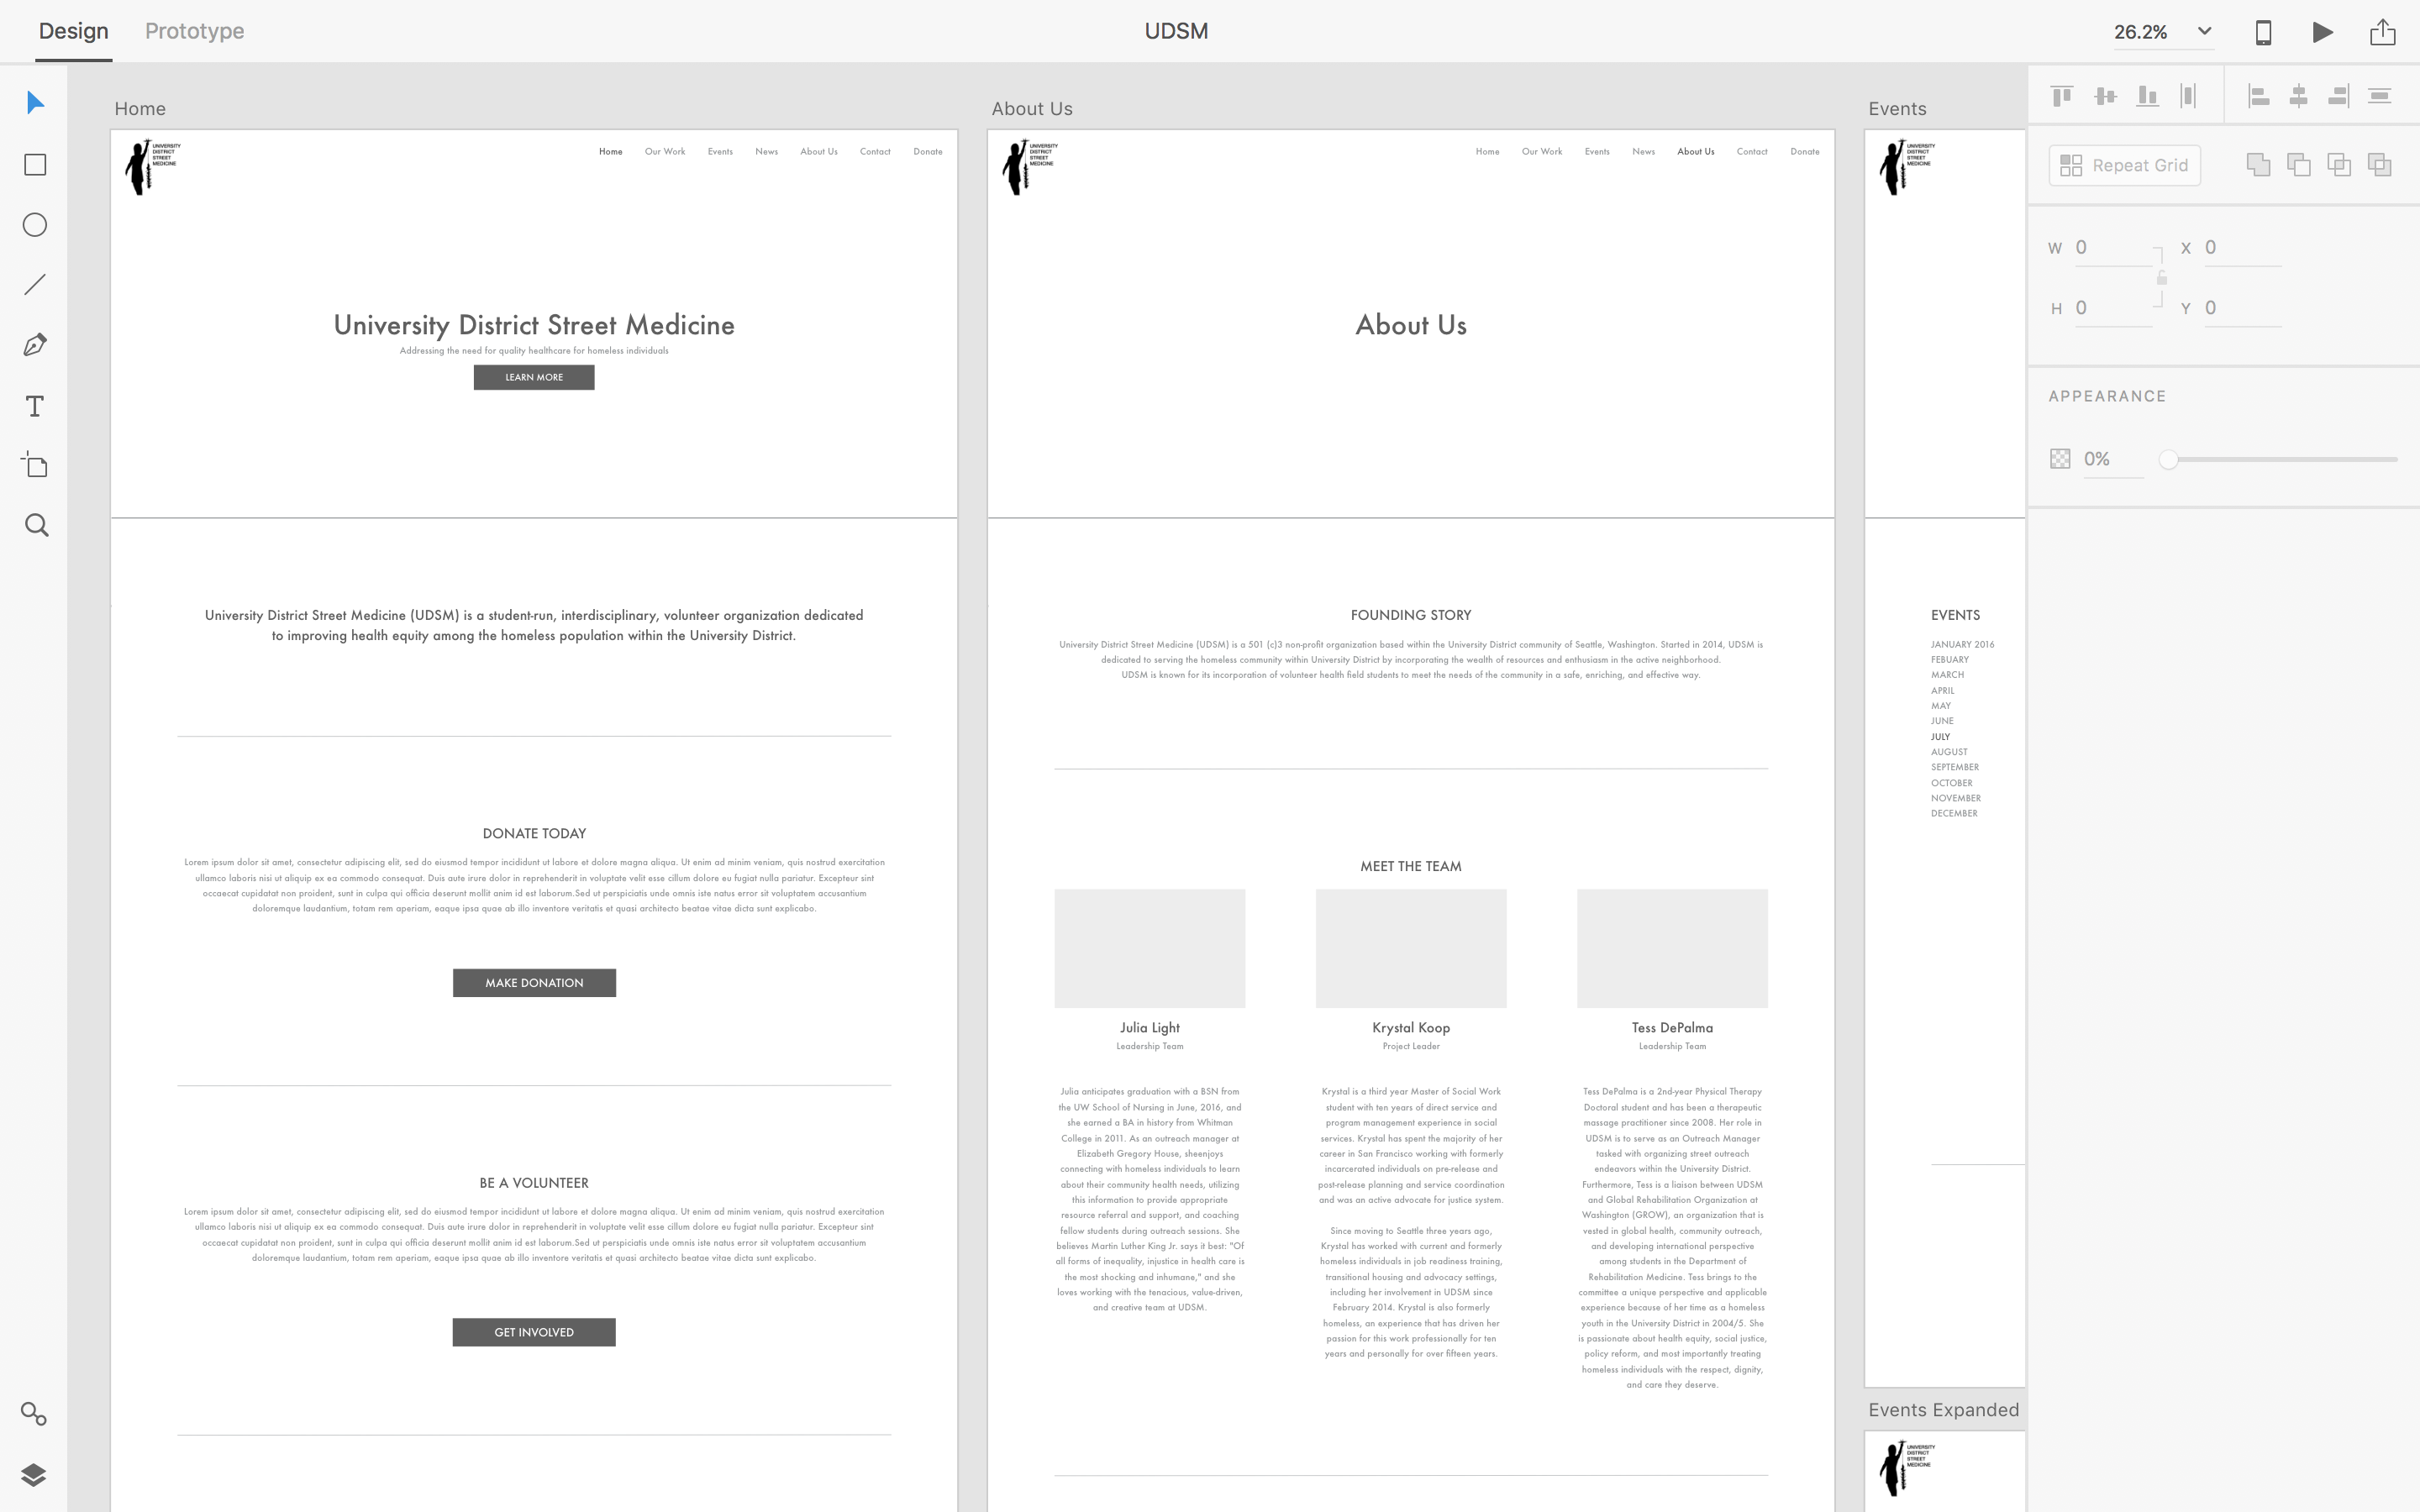 Design
Prototype
UDSM
26.2%
Home
UNIVERSITY
DISTRICT
STREET
MEDICINE
Home
Our Work
Events
News
About Us
Contact
Donate
University District Street Medicine
Addressing the need for quality healthcare for homeless individuals
LEARN MORE
University District Street Medicine (UDSM) is a student-run, interdisciplinary, volunteer organization dedicated
to improving health equity among the homeless population within the University District.
DONATE TODAY
Lorem ipsum dolor sit amet, consectetur adipiscing elit, sed do eiusmod tempor incididunt ut labore et dolore magna aliqua. Ut enim ad minim veniam, quis nostrud exercitation
ullamco laboris nisi ut aliquip ex ea commodo consequat. Duis aute irure dolor in reprehenderit in voluptate velit esse cillum dolore eu fugiat nulla pariatur. Excepteur sint
occaecat cupidatat non proident, sunt in culpa qui officia deserunt mollit anim id est laborum.Sed ut perspiciatis unde omnis iste natus error sit voluptatem accusantium
doloremque laudantium, totam rem aperiam, eaque ipsa quae ab illo inventore veritatis et quasi architecto beatae vitae dicta sunt explicabo.
MAKE DONATION
BE A VOLUNTEER
Lorem ipsum dolor sit amet, consectetur adipiscing elit, sed do eiusmod tempor incididunt ut labore et dolore magna aliqua. Ut enim ad minim veniam, quis nostrud exercitation
ullamco laboris nisi ut aliquip ex ea commodo consequat. Duis aute irure dolor in reprehenderit in voluptate velit esse cillum dolore eu fugiat nulla pariatur. Excepteur sint
occaecat cupidatat non proident, sunt in culpa qui officia deserunt mollit anim id est laborum.Sed ut perspiciatis unde omnis iste natus error sit voluptatem accusantium
doloremque laudantium, totam rem aperiam, eaque ipsa quae ab illo inventore veritatis et quasi architecto beatae vitae dicta sunt explicabo.
GET INVOLVED
About Us
UNIVERSITY
DISTRICT
STREET
MEDICINE
Home
Our Work
Events
News
About Us
Contact
Donate
About Us
FOUNDING STORY
University District Street Medicine (UDSM) is a 501 (c)3 non-profit organization based within the University District community of Seattle, Washington. Started in 2014, UDSM is
dedicated to serving the homeless community within University District by incorporating the wealth of resources and enthusiasm in the active neighborhood.
UDSM is known for its incorporation of volunteer health field students to meet the needs of the community in a safe, enriching, and effective way.
MEET THE TEAM
Julia Light
Leadership Team
Julia anticipates graduation with a BSN from
the UW School of Nursing in June, 2016, and
she earned a BA in history from Whitman
College in 2011. As an outreach manager at
Elizabeth Gregory House, sheenjoys
connecting with homeless individuals to learn
about their community health needs, utilizing
this information to provide appropriate
resource referral and support, and coaching
fellow students during outreach sessions. She
believes Martin Luther King Jr. says it best: "Of
all forms of inequality, injustice in health care is
the most shocking and inhumane," and she
loves working with the tenacious, value-driven,
and creative team at UDSM.
Krystal Koop
Project Leader
Krystal is a third year Master of Social Work
student with ten years of direct service and
program management experience in social
services. Krystal has spent the majority of her
career in San Francisco working with formerly
incarcerated individuals on pre-release and
post-release planning and service coordination
and was an active advocate for justice system.
Since moving to Seattle three years ago,
Krystal has worked with current and formerly
homeless individuals in job readiness training,
transitional housing and advocacy settings,
including her involvement in UDSM since
February 2014. Krystal is also formerly
homeless, an experience that has driven her
passion for this work professionally for ten
years and personally for over fifteen years.
Tess DePalma
Leadership Team
Tess DePalma is a 2nd-year Physical Therapy
Doctoral student and has been a therapeutic
massage practitioner since 2008. Her role in
UDSM is to serve as an Outreach Manager
tasked with organizing street outreach
endeavors within the University District.
Furthermore, Tess is a liaison between UDSM
and Global Rehabilitation Organization at
Washington (GROW), an organization that is
vested in global health, community outreach,
and developing international perspective
among students in the Department of
Rehabilitation Medicine. Tess brings to the
committee a unique perspective and applicable
experience because of her time as a homeless
youth in the University District in 2004/5. She
is passionate about health equity, social justice,
policy reform, and most importantly treating
homeless individuals with the respect, dignity,
and care they deserve.
Events
UNIVERSITY
DISTRICT
STREET
MEDICINE
EVENTS
JANUARY 2016
FEBUARY
MARCH
APRIL
MAY
JUNE
JULY
AUGUST
SEPTEMBER
OCTOBER
NOVEMBER
DECEMBER
Events Expanded
UNIVERSITY
DISTRICT
STREET
MEDICINE
Repeat Grid
W 0
X 0
H 0
Y 0
APPEARANCE
0%